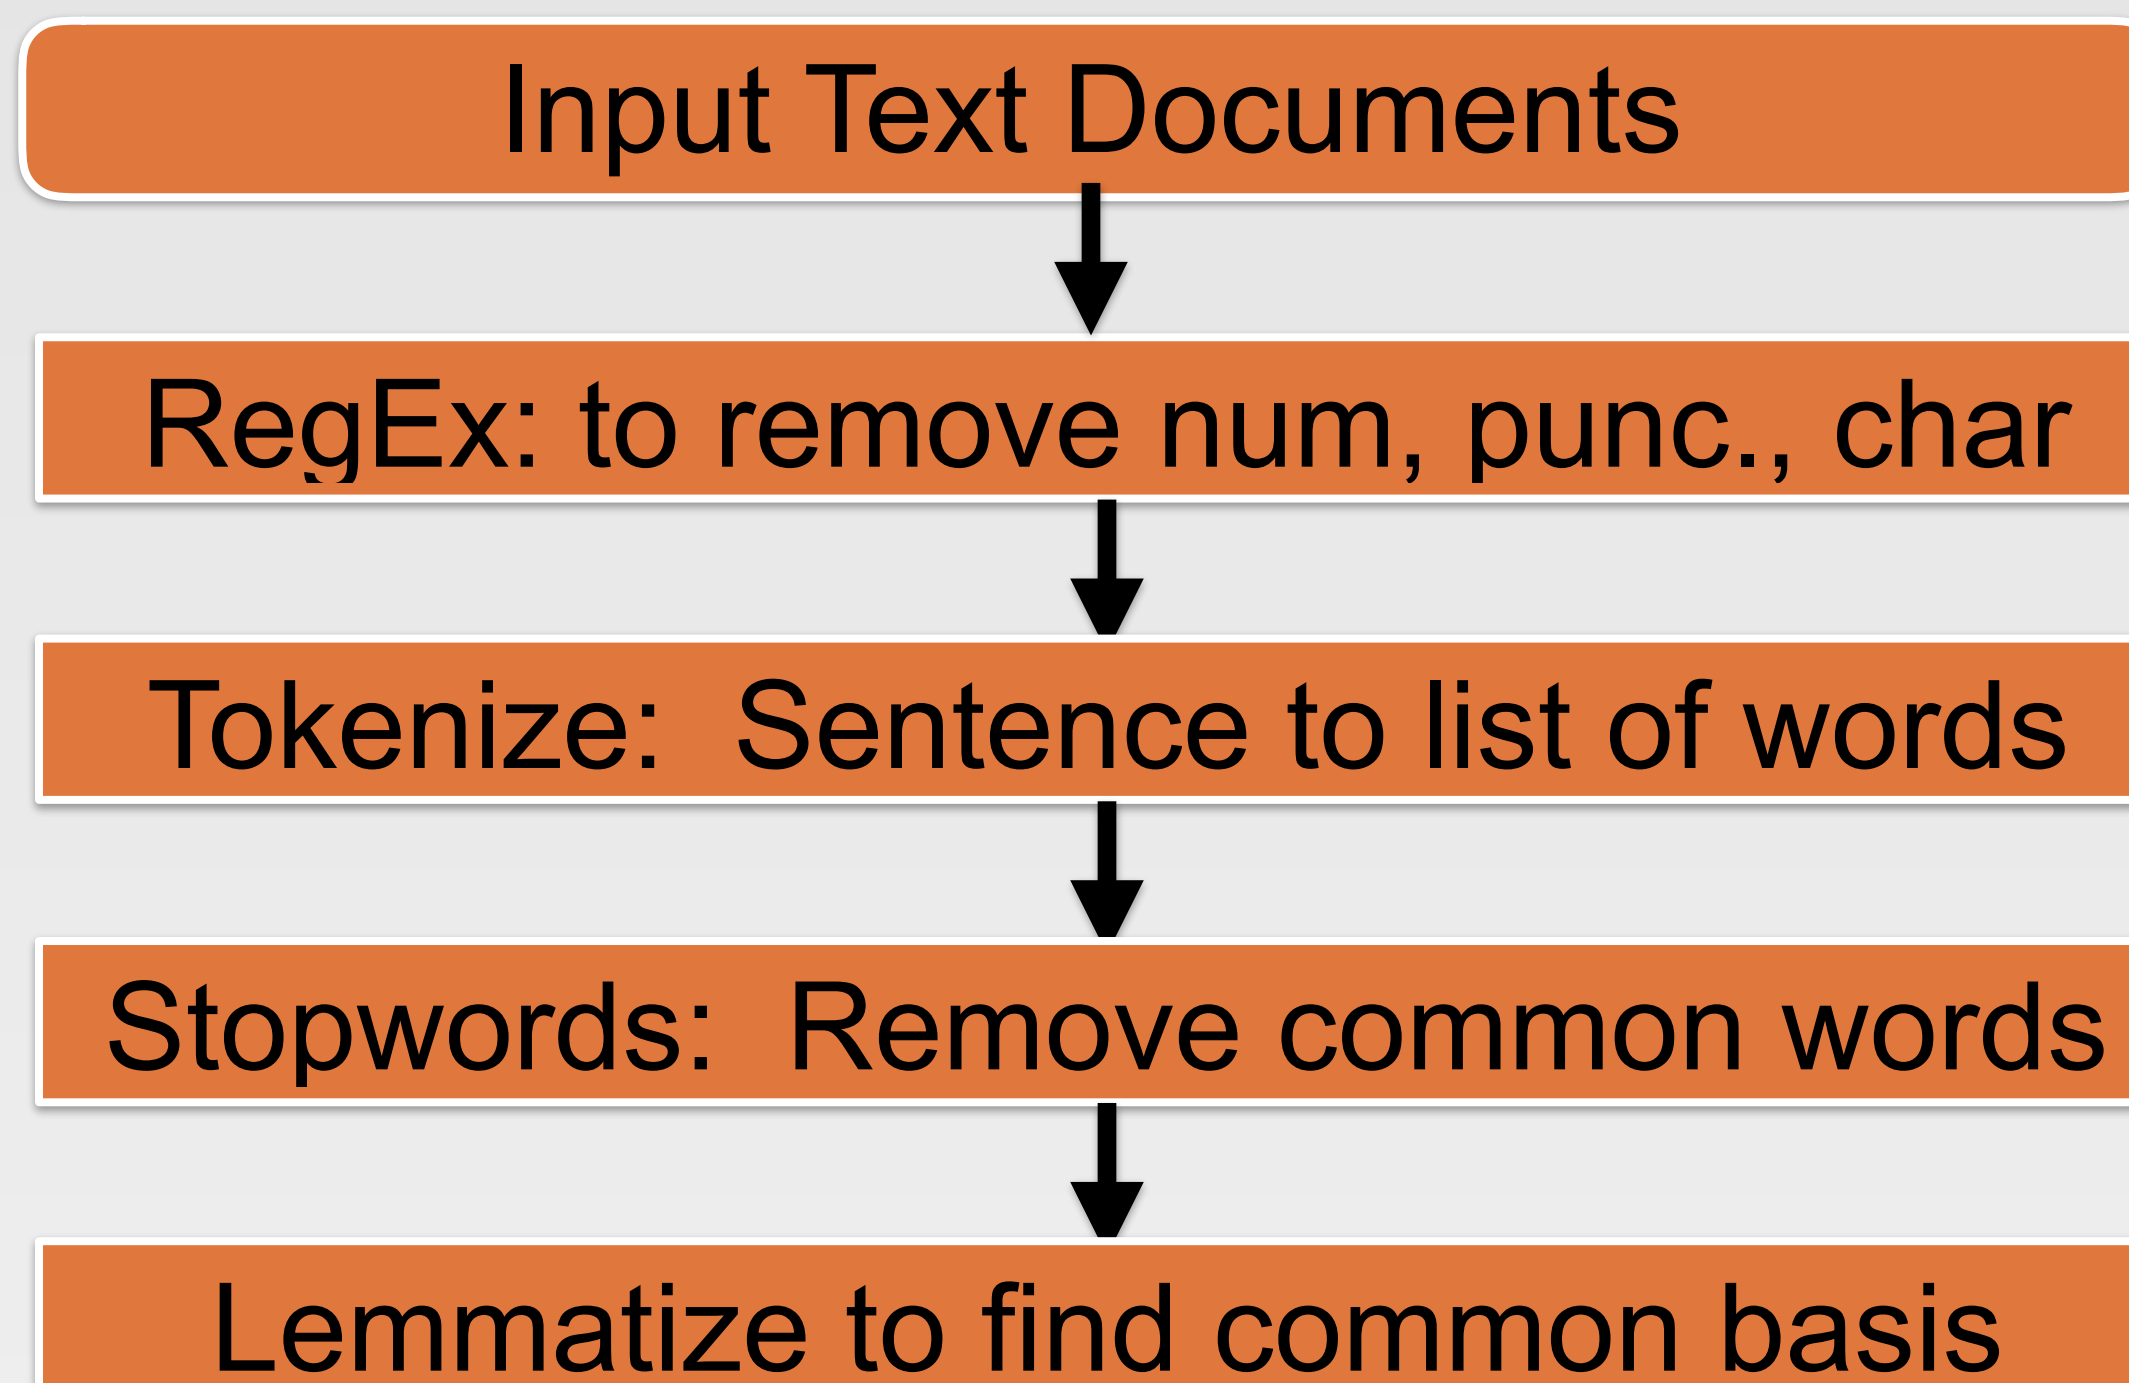 Input Text Documents
RegEx: to remove num, punc., char
Tokenize:  Sentence to list of words
Stopwords:  Remove common words
Lemmatize to find common basis